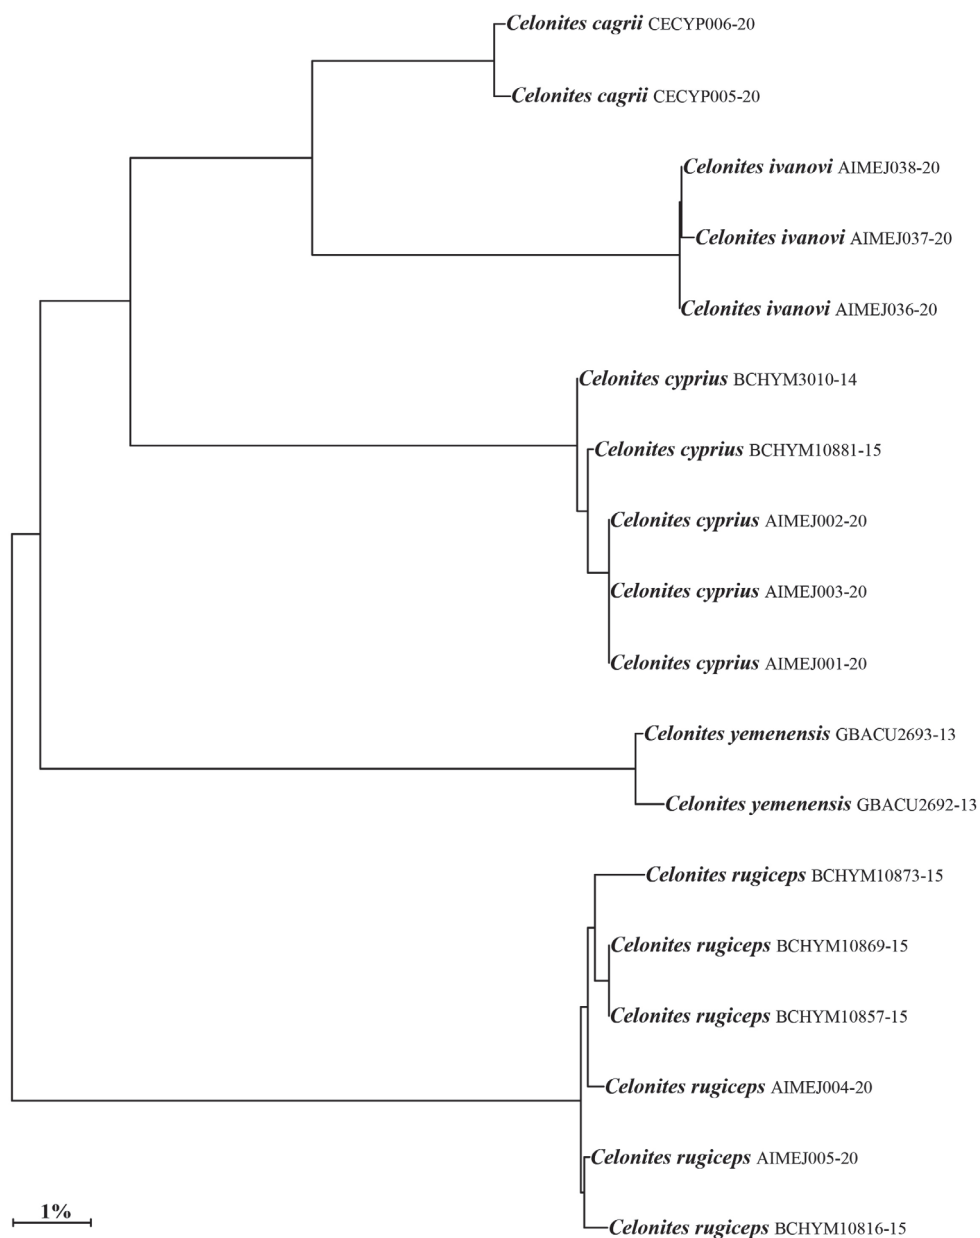 Celonites cagrii CECYP006-20
Celonites cagrii CECYP005-20
Celonites ivanovi AIMEJ038-20
Celonites ivanovi AIMEJ037-20
Celonites ivanovi AIMEJ036-20
Celonites cyprius BCHYM3010-14
Celonites cyprius BCHYM10881-15
Celonites cyprius AIMEJ002-20
Celonites cyprius AIMEJ003-20
Celonites cyprius AIMEJ001-20
Celonites yemenensis GBACU2693-13
Celonites yemenensis GBACU2692-13
Celonites rugiceps BCHYM10873-15
Celonites rugiceps BCHYM10869-15
Celonites rugiceps BCHYM10857-15
Celonites rugiceps AIMEJ004-20
Celonites rugiceps AIMEJ005-20
Celonites rugiceps BCHYM10816-15
1%